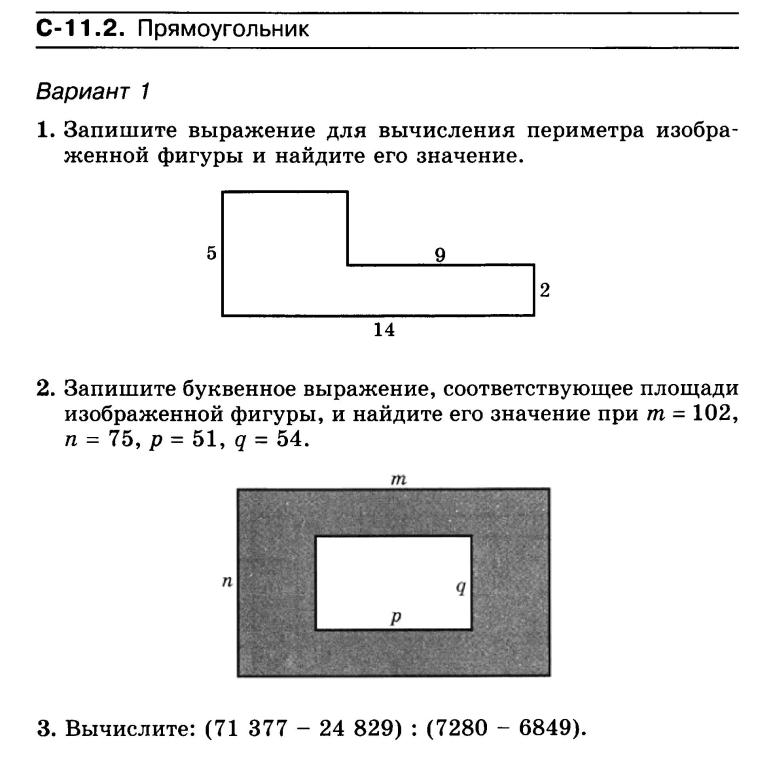 С-11.2. Прямоугольник
Вариант 1
1. Запишите выражение для вычисления периметра изобра-
женной фигуры и найдите его значение.
5
9
2
14
2. Запишите буквенное выражение, соответствующее площади
изображенной фигуры, и найдите его значение при m = 102,
n = 75, p = 51, q = 54.
m
n
q
p
3. Вычислите: (71 377 − 24 829) : (7280 − 6849).